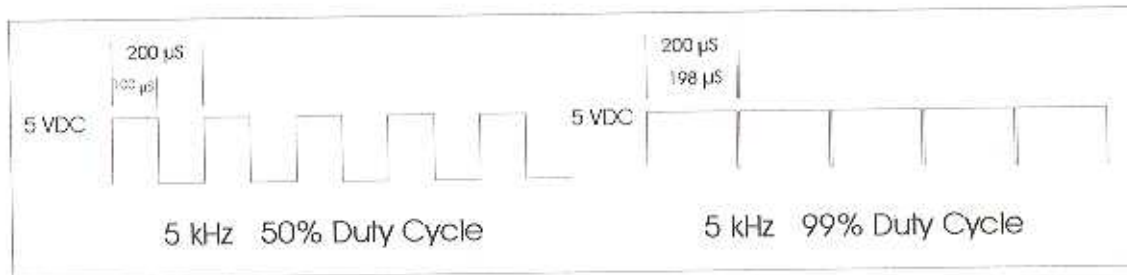 200 µS
100 µS
5 VDC
5 kHz 50% Duty Cycle
200 µS
198 µS
5 VDC
5 kHz 99% Duty Cycle